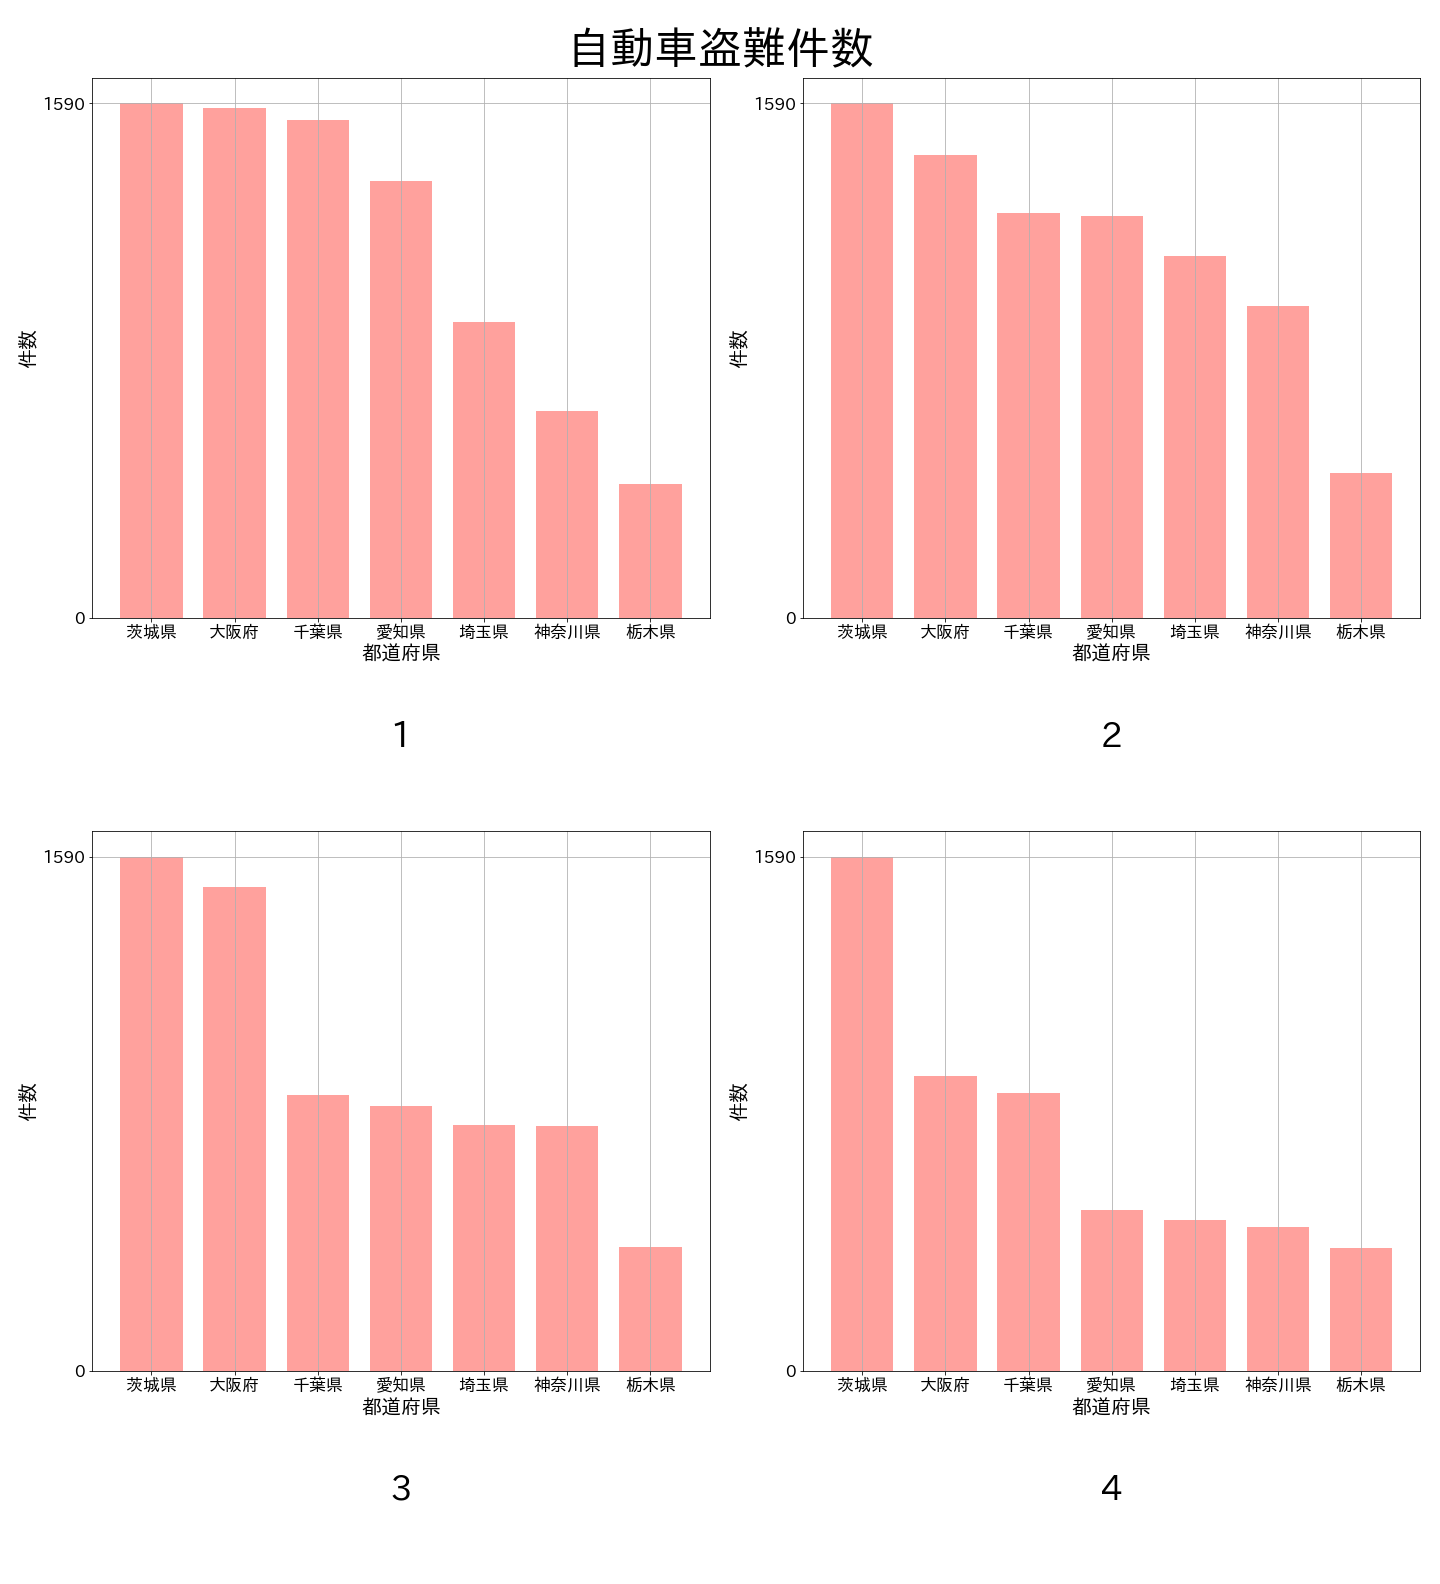 自動車盗難件数
1590
0
件数
茨城県 大阪府 千葉県 愛知県 埼玉県 神奈川県 栃木県
都道府県
1
1590
0
件数
茨城県 大阪府 千葉県 愛知県 埼玉県 神奈川県 栃木県
都道府県
2
1590
0
件数
茨城県 大阪府 千葉県 愛知県 埼玉県 神奈川県 栃木県
都道府県
3
1590
0
件数
茨城県 大阪府 千葉県 愛知県 埼玉県 神奈川県 栃木県
都道府県
4